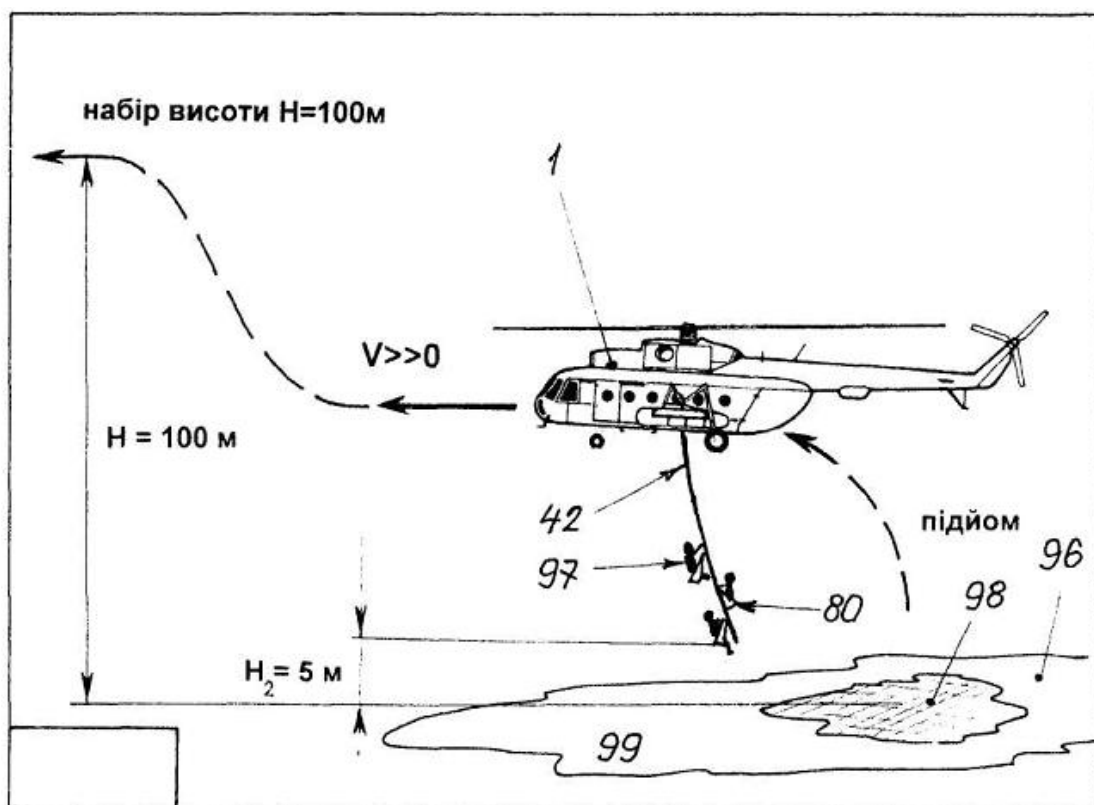 набір висоти H=100м
1
V>>0
H = 100 м
42
підйом
97
96
98
80
H₂= 5 м
99